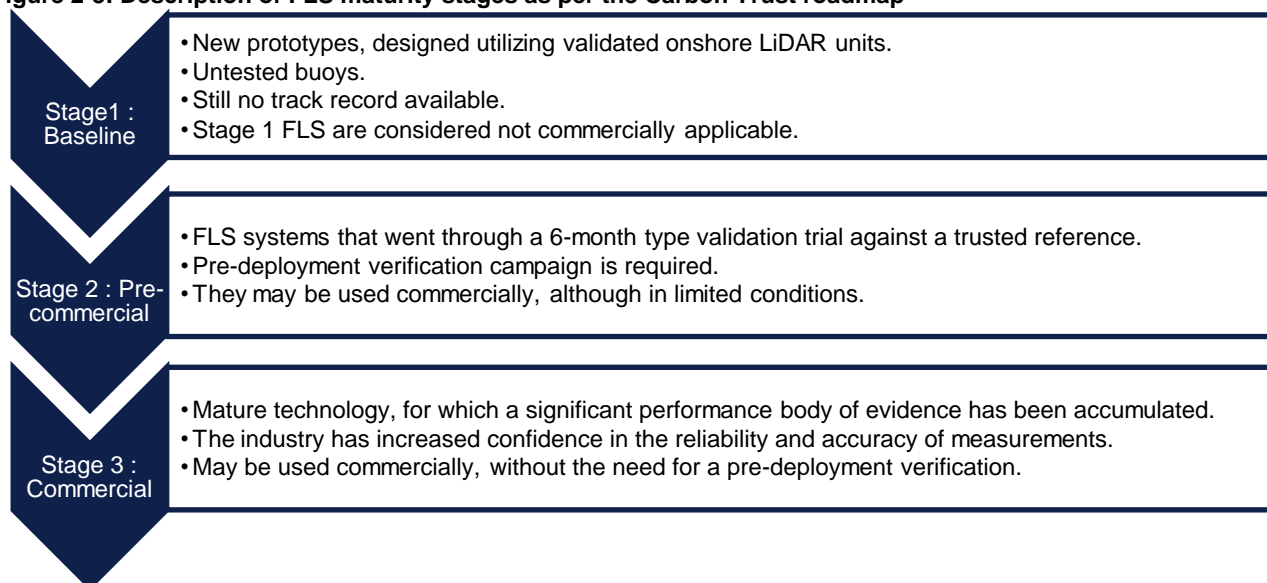 Stage1 :
Baseline
•New prototypes, designed utilizing validated onshore LiDAR units.
•Untested buoys.
•Still no track record available.
•Stage 1 FLS are considered not commercially applicable.
Stage 2 : Pre-
commercial
•FLS systems that went through a 6-month type validation trial against a trusted reference.
•Pre-deployment verification campaign is required.
•They may be used commercially, although in limited conditions.
Stage 3 :
Commercial
•Mature technology, for which a significant performance body of evidence has been accumulated.
•The industry has increased confidence in the reliability and accuracy of measurements.
•May be used commercially, without the need for a pre-deployment verification.